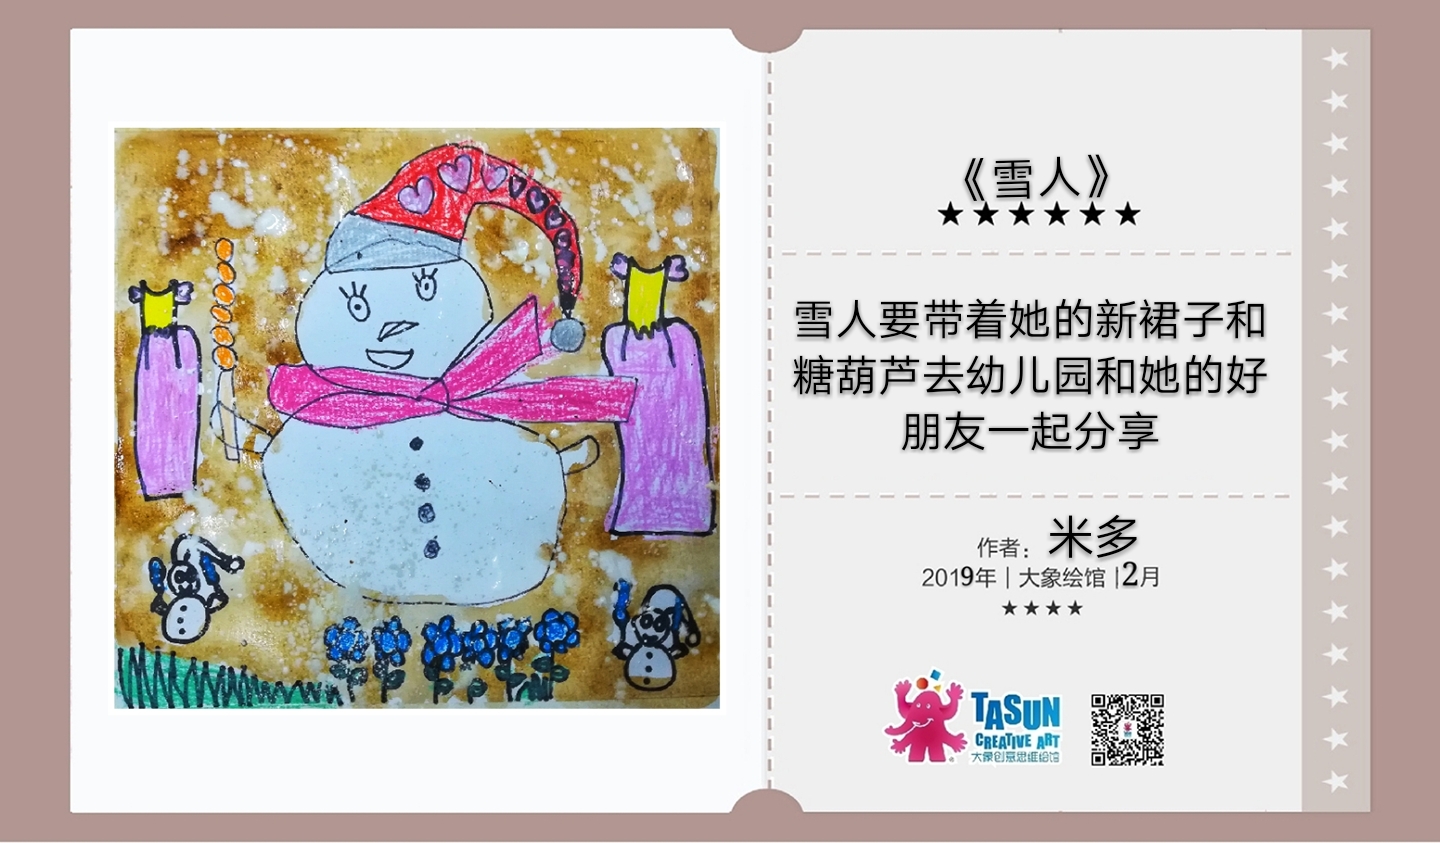 《雪人》
★★★★★★
雪人要带着她的新裙子和
糖葫芦去幼儿园和她的好
朋友一起分享
作者：米多
2019年｜大象绘馆｜2月
★★★★
TASUN
CREATIVE ART
大象创意思维绘馆